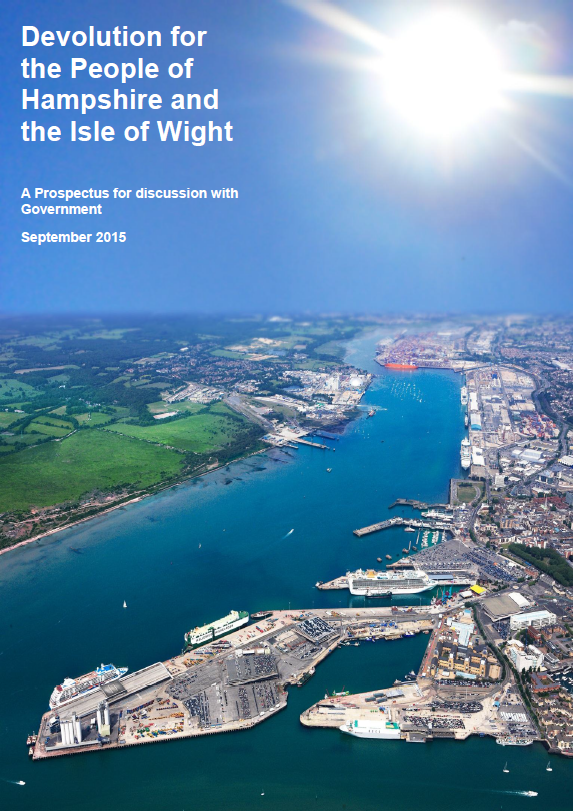 Devolution for
the People of
Hampshire and
the Isle of Wight
A Prospectus for discussion with
Government
September 2015